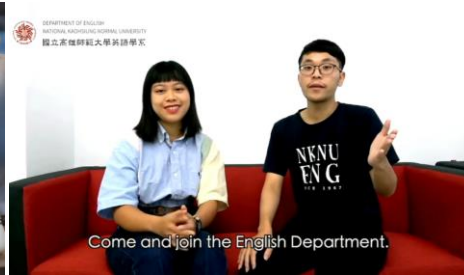 DEPARTMENT OF ENGLISH
NATIONAL KAOHSIUNG NORMAL UNIVERSITY
國立高雄師範大學英語學系
NKNU
ENG
Come and join the English Department.